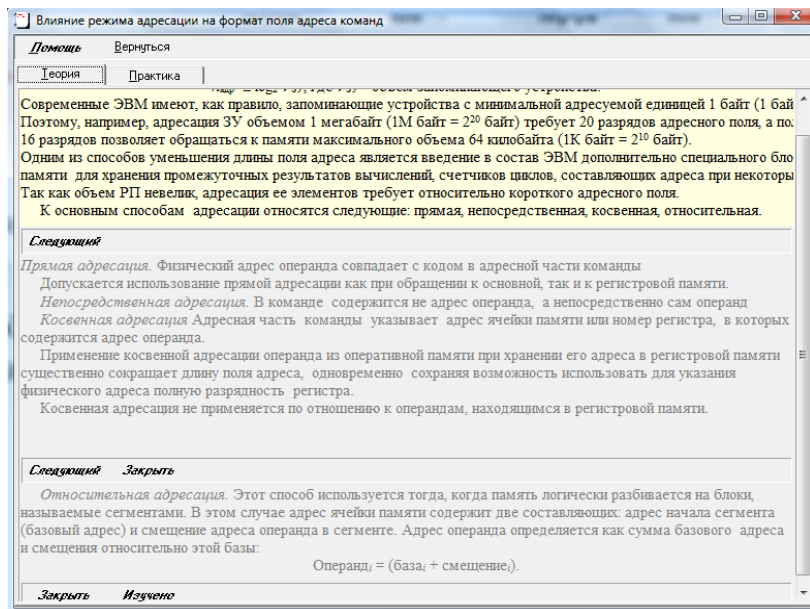 Влияние режима адресации на формат поля адреса команд
Помощь Вернуться
Теория Практика
объем запоминающего устройства.
Современные ЭВМ имеют, как правило, запоминающие устройства с минимальной адресуемой единицей 1 байт (1 бай
Поэтому, например, адресация ЗУ объемом 1 мегабайт (1М байт = 2²⁰ байт) требует 20 разрядов адресного поля, а по
16 разрядов позволяет обращаться к памяти максимального объема 64 килобайта (1К байт = 2¹⁰ байт).
Одним из способов уменьшения длины поля адреса является введение в состав ЭВМ дополнительно специального бло
памяти для хранения промежуточных результатов вычислений, счетчиков циклов, составляющих адреса при некоторы
Так как объем РП невелик, адресация ее элементов требует относительно короткого адресного поля.
К основным способам адресации относятся следующие: прямая, непосредственная, косвенная, относительная.
Следующий
Прямая адресация. Физический адрес операнда совпадает с кодом в адресной части команды
Допускается использование прямой адресации как при обращении к основной, так и к регистровой памяти.
Непосредственная адресация. В команде содержится не адрес операнда, а непосредственно сам операнд
Косвенная адресация Адресная часть команды указывает адрес ячейки памяти или номер регистра, в которых
содержится адрес операнда.
Применение косвенной адресации операнда из оперативной памяти при хранении его адреса в регистровой памяти
существенно сокращает длину поля адреса, одновременно сохраняя возможность использовать для указания
физического адреса полную разрядность регистра.
Косвенная адресация не применяется по отношению к операндам, находящимся в регистровой памяти.
Следующий Закрыть
Относительная адресация. Этот способ используется тогда, когда память логически разбивается на блоки,
называемые сегментами. В этом случае адрес ячейки памяти содержит две составляющих: адрес начала сегмента
(базовый адрес) и смещение адреса операнда в сегменте. Адрес операнда определяется как сумма базового адреса
и смещения относительно этой базы:
Операндᵢ = (базаᵢ + смещениеᵢ).
Закрыть Изучено